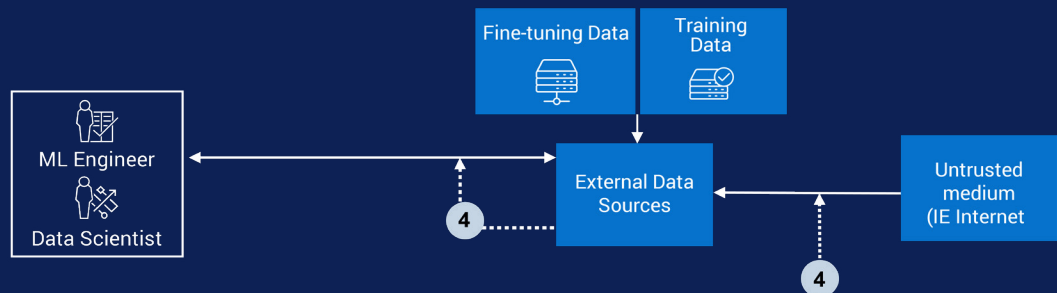 Fine-tuning Data
Training
Data
ML Engineer
Data Scientist
4
External Data
Sources
Untrusted
medium
(IE Internet
4